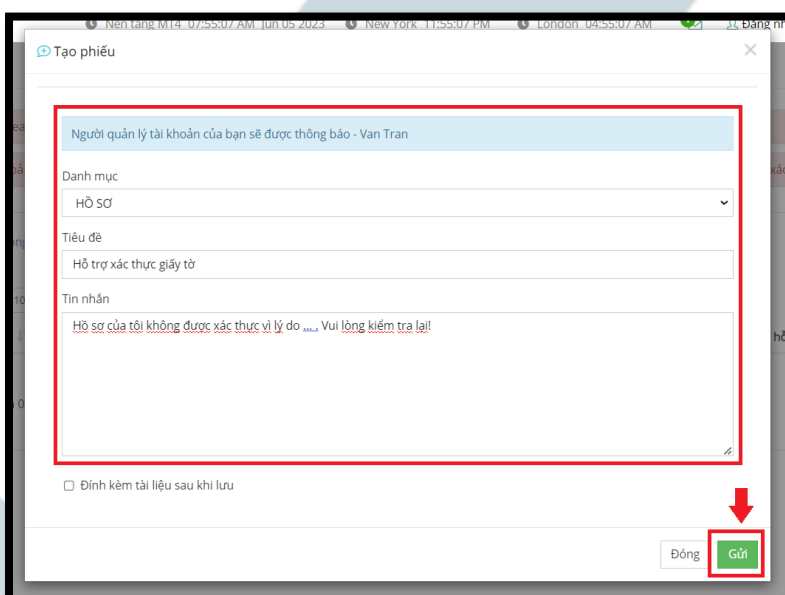 Nền tảng MT4 07:55:07 AM Jun 05 2023 New York 11:55:07 PM London 04:55:07 AM Đăng nh
Tạo phiếu
Người quản lý tài khoản của bạn sẽ được thông báo - Van Tran
Danh mục
HỒ SƠ
Tiêu đề
Hỗ trợ xác thực giấy tờ
Tin nhắn
Hồ sơ của tôi không được xác thực vì lý do ... . Vui lòng kiểm tra lại!
Đính kèm tài liệu sau khi lưu
Đóng Gửi